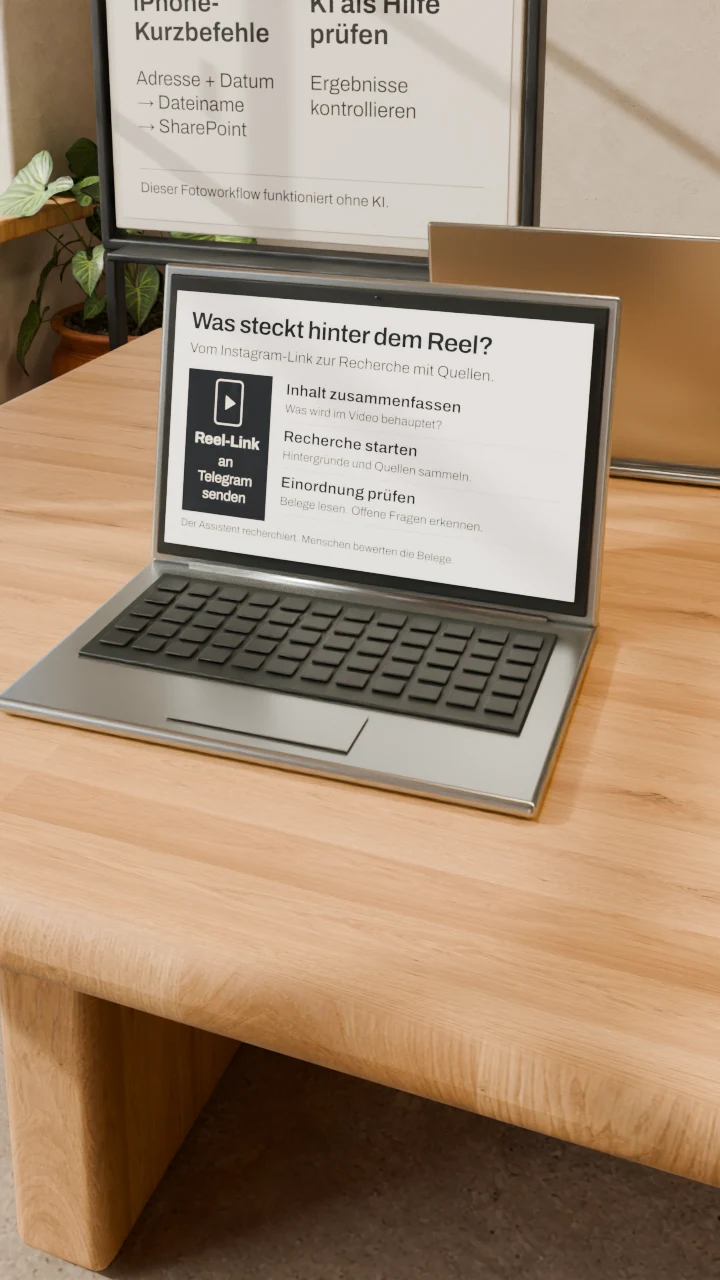 iPhone-
Kurzbefehle
Adresse + Datum
→ Dateiname
→ SharePoint
KI als Hilfe
prüfen
Ergebnisse
kontrollieren
Dieser Fotoworkflow funktioniert ohne KI.
Was steckt hinter dem Reel?
Vom Instagram-Link zur Recherche mit Quellen.
Reel-Link
an
Telegram
senden
Inhalt zusammenfassen
Was wird im Video behauptet?
Recherche starten
Hintergründe und Quellen sammeln.
Einordnung prüfen
Belege lesen. Offene Fragen erkennen.
Der Assistent recherchiert. Menschen bewerten die Belege.